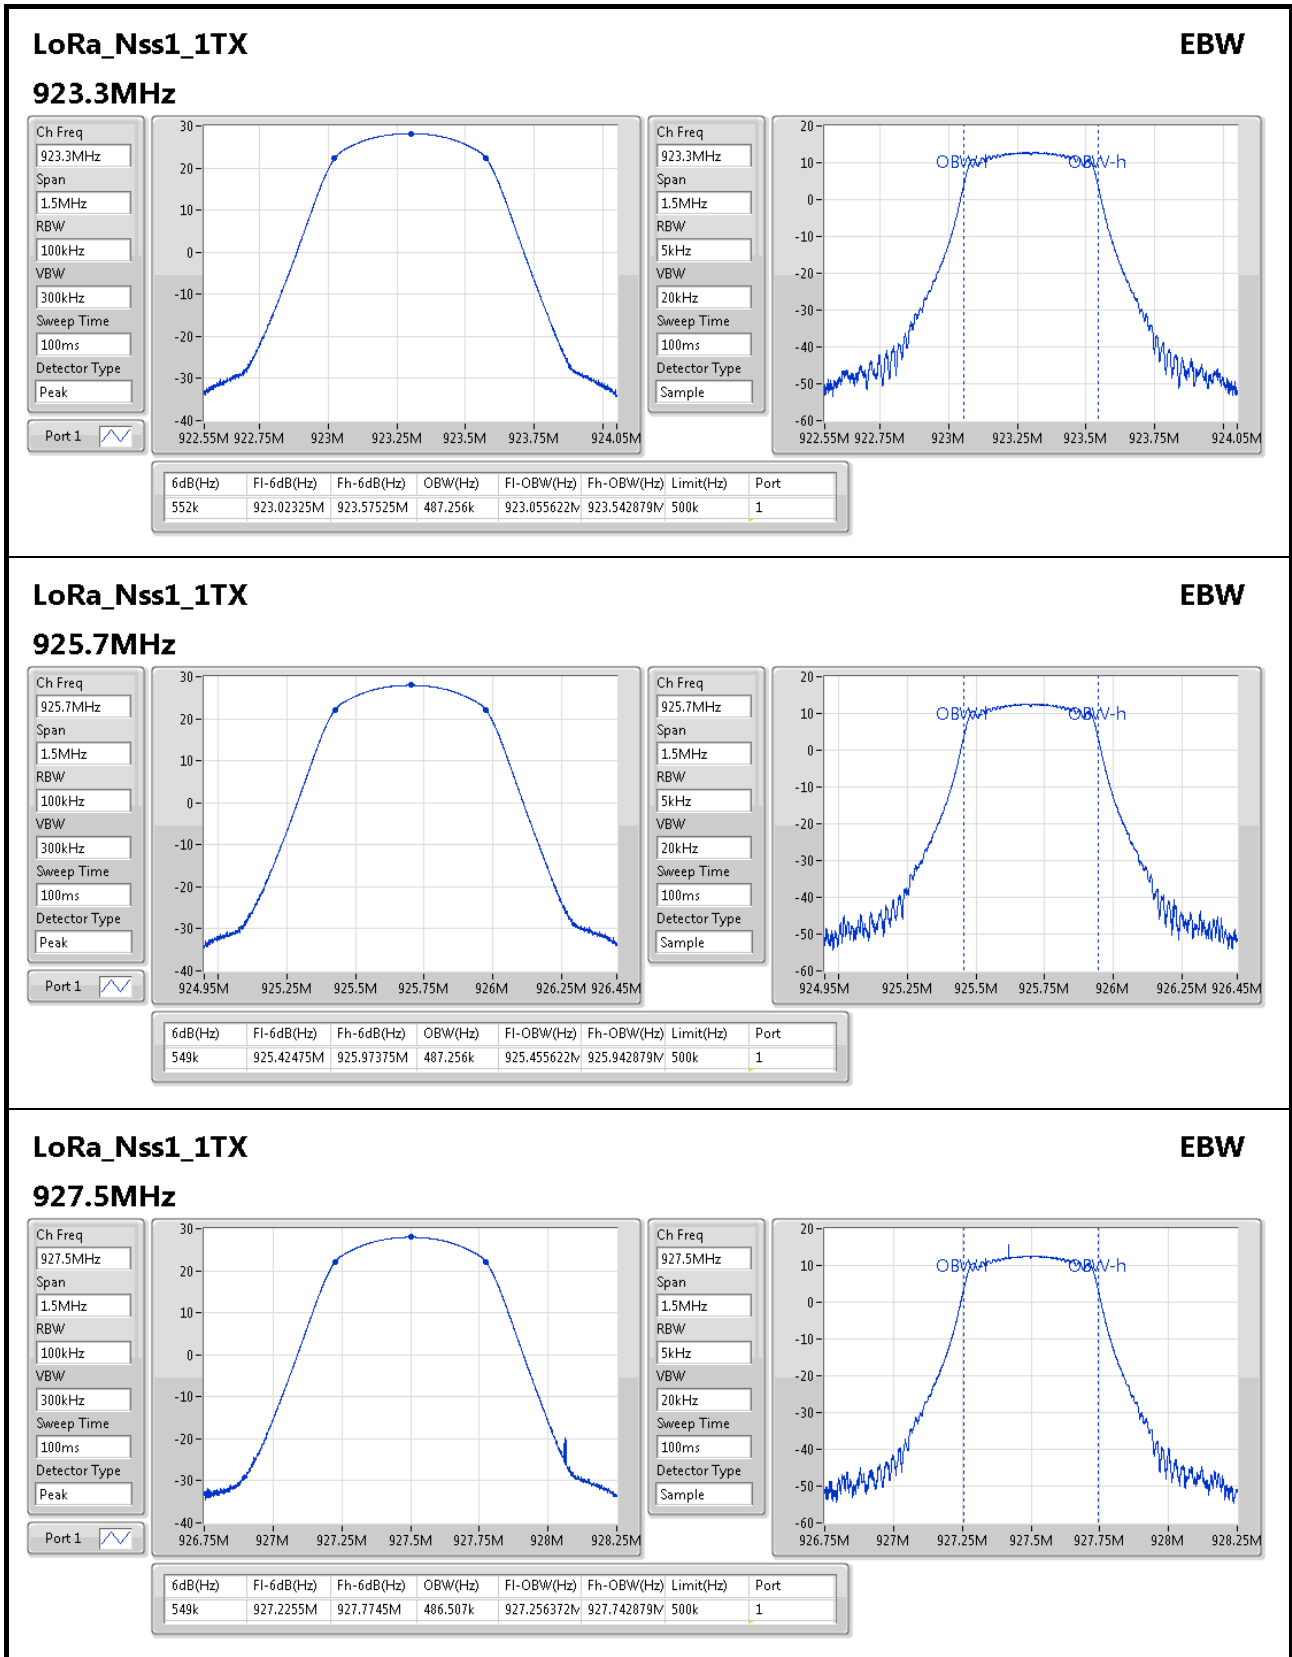 LoRa_Nss1_1TX EBW
923.3MHz
Ch Freq
923.3MHz
Span
1.5MHz
RBW
100kHz
VBW
300kHz
Sweep Time
100ms
Detector Type
Peak
Port 1
30
20
10
0
-10
-20
-30
-40
922.55M 922.75M 923M 923.25M 923.5M 923.75M 924.05M
Ch Freq
923.3MHz
Span
1.5MHz
RBW
5kHz
VBW
20kHz
Sweep Time
100ms
Detector Type
Sample
20
10
0
-10
-20
-30
-40
-50
-60
OBW-l OBW-h
922.55M 922.75M 923M 923.25M 923.5M 923.75M 924.05M
6dB(Hz) Fl-6dB(Hz) Fh-6dB(Hz) OBW(Hz) Fl-OBW(Hz) Fh-OBW(Hz) Limit(Hz) Port
552k 923.02325M 923.57525M 487.256k 923.055622M 923.542879M 500k 1
LoRa_Nss1_1TX EBW
925.7MHz
Ch Freq
925.7MHz
Span
1.5MHz
RBW
100kHz
VBW
300kHz
Sweep Time
100ms
Detector Type
Peak
Port 1
30
20
10
0
-10
-20
-30
-40
924.95M 925.25M 925.5M 925.75M 926M 926.25M 926.45M
Ch Freq
925.7MHz
Span
1.5MHz
RBW
5kHz
VBW
20kHz
Sweep Time
100ms
Detector Type
Sample
20
10
0
-10
-20
-30
-40
-50
-60
OBW-l OBW-h
924.95M 925.25M 925.5M 925.75M 926M 926.25M 926.45M
6dB(Hz) Fl-6dB(Hz) Fh-6dB(Hz) OBW(Hz) Fl-OBW(Hz) Fh-OBW(Hz) Limit(Hz) Port
549k 925.42475M 925.97375M 487.256k 925.455622M 925.942879M 500k 1
LoRa_Nss1_1TX EBW
927.5MHz
Ch Freq
927.5MHz
Span
1.5MHz
RBW
100kHz
VBW
300kHz
Sweep Time
100ms
Detector Type
Peak
Port 1
30
20
10
0
-10
-20
-30
-40
926.75M 927M 927.25M 927.5M 927.75M 928M 928.25M
Ch Freq
927.5MHz
Span
1.5MHz
RBW
5kHz
VBW
20kHz
Sweep Time
100ms
Detector Type
Sample
20
10
0
-10
-20
-30
-40
-50
-60
OBW-l OBW-h
926.75M 927M 927.25M 927.5M 927.75M 928M 928.25M
6dB(Hz) Fl-6dB(Hz) Fh-6dB(Hz) OBW(Hz) Fl-OBW(Hz) Fh-OBW(Hz) Limit(Hz) Port
549k 927.2255M 927.7745M 486.507k 927.256372M 927.742879M 500k 1